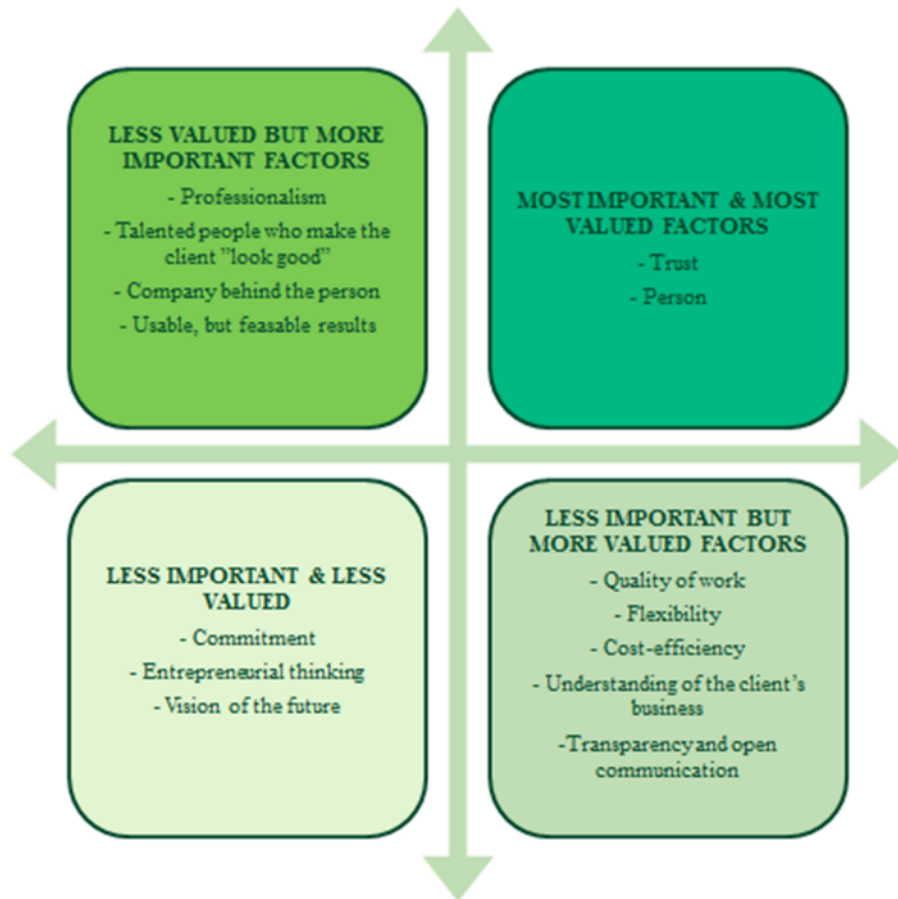 LESS VALUED BUT MORE
IMPORTANT FACTORS
- Professionalism
- Talented people who make the
client ”look good”
- Company behind the person
- Usable, but feasable results
MOST IMPORTANT & MOST
VALUED FACTORS
- Trust
- Person
LESS IMPORTANT & LESS
VALUED
- Commitment
- Entrepreneurial thinking
- Vision of the future
LESS IMPORTANT BUT
MORE VALUED FACTORS
- Quality of work
- Flexibility
- Cost-efficiency
- Understanding of the client’s
business
-Transparency and open
communication